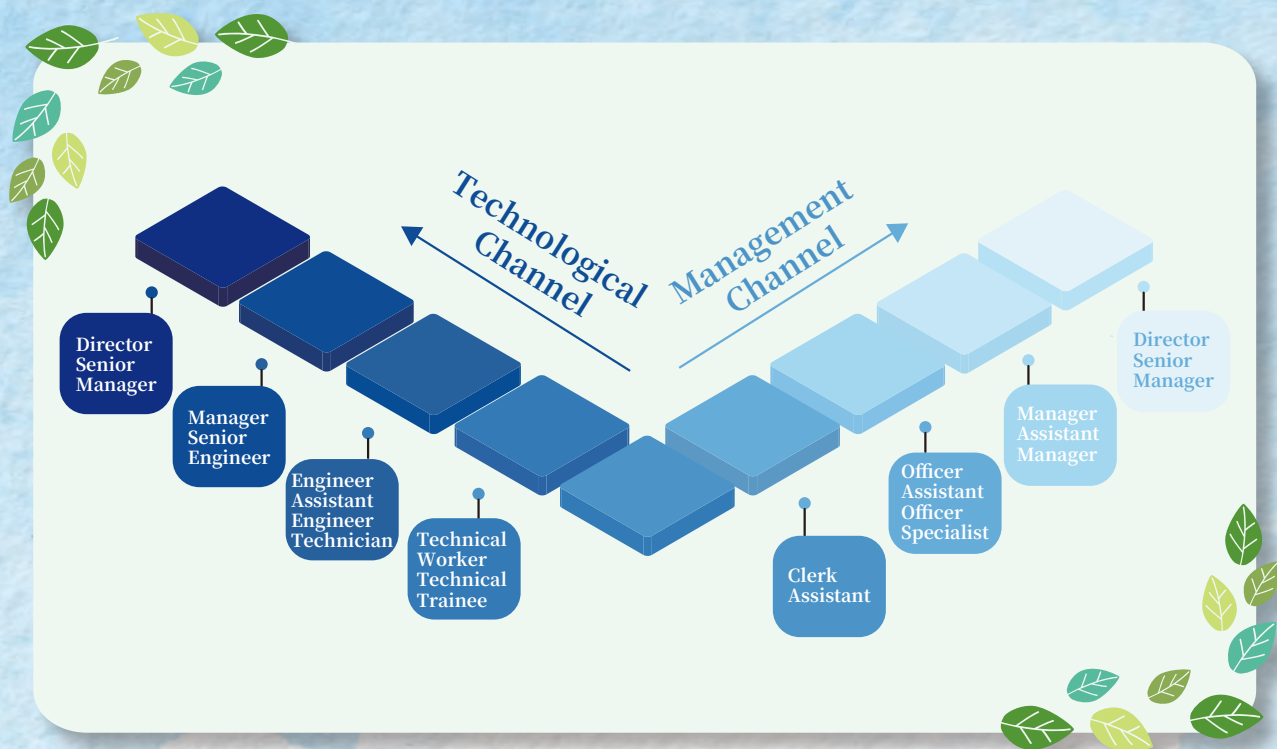 Technological
Channel
Management
Channel
Director
Senior
Manager
Manager
Senior
Engineer
Engineer
Assistant
Engineer
Technician
Technical
Worker
Technical
Trainee
Clerk
Assistant
Officer
Assistant
Officer
Specialist
Manager
Assistant
Manager
Director
Senior
Manager